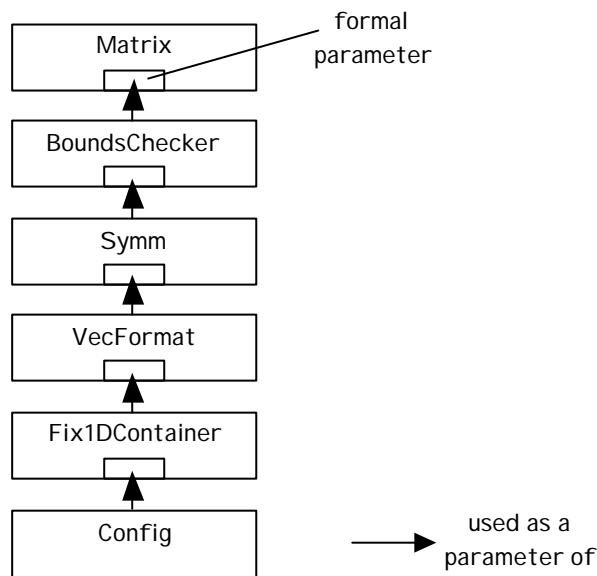 Matrix
formal
parameter
BoundsChecker
Symm
VecFormat
Fix1DContainer
Config
used as a
parameter of